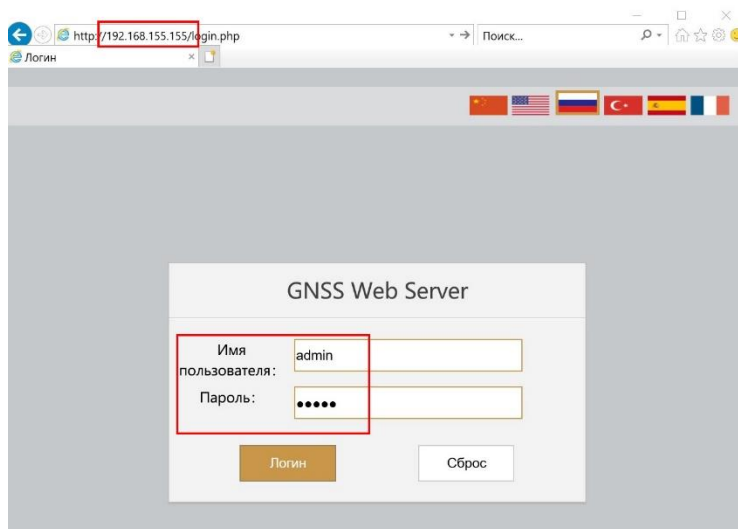 http://192.168.155.155/login.php
Поиск...
Логин
GNSS Web Server
Имя
пользователя:
admin
Пароль:
•••••
Логин
Сброс